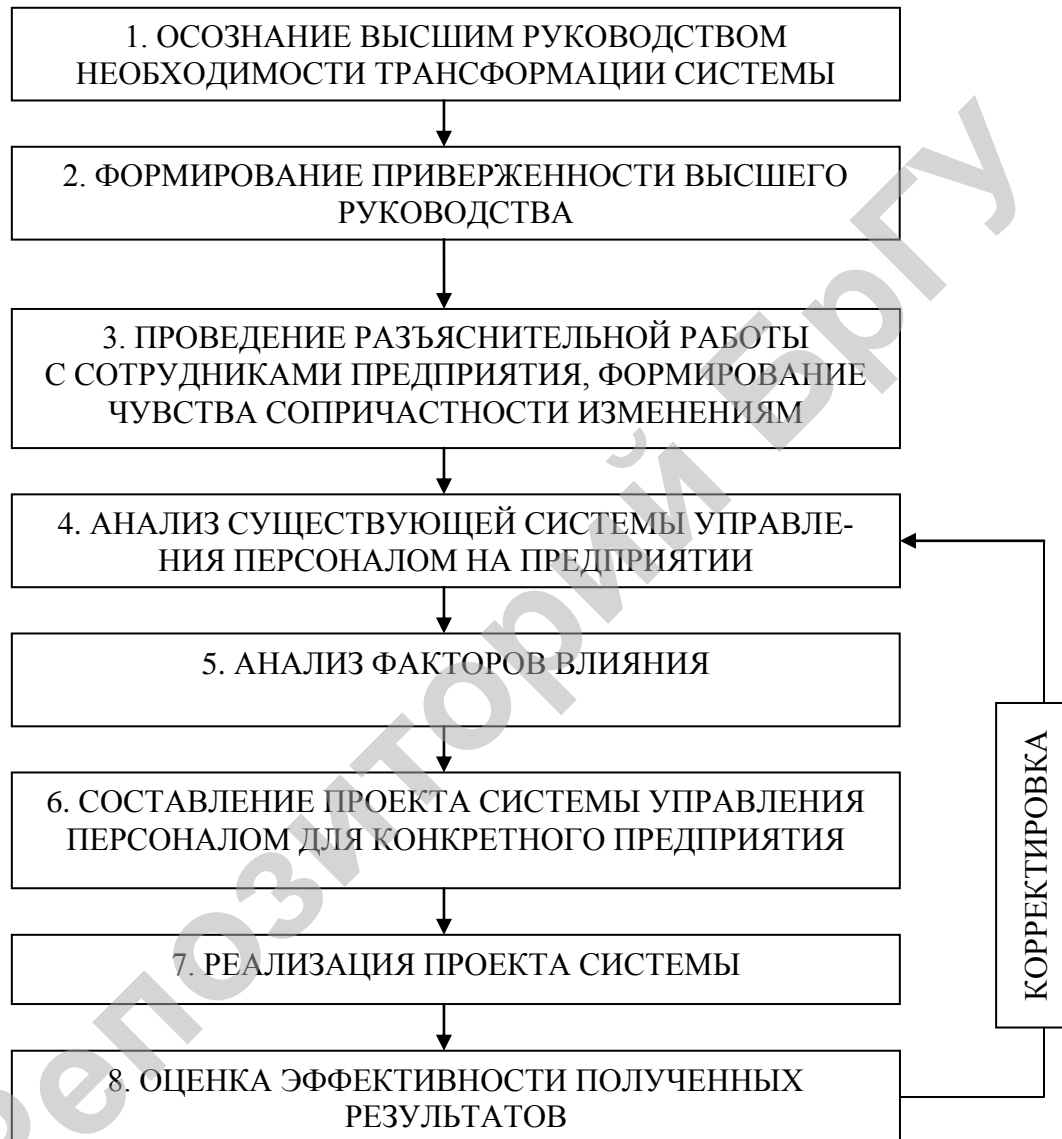 1. ОСОЗНАНИЕ ВЫСШИМ РУКОВОДСТВОМ
НЕОБХОДИМОСТИ ТРАНСФОРМАЦИИ СИСТЕМЫ
2. ФОРМИРОВАНИЕ ПРИВЕРЖЕННОСТИ ВЫСШЕГО
РУКОВОДСТВА
3. ПРОВЕДЕНИЕ РАЗЪЯСНИТЕЛЬНОЙ РАБОТЫ
С СОТРУДНИКАМИ ПРЕДПРИЯТИЯ, ФОРМИРОВАНИЕ
ЧУВСТВА СОПРИЧАСТНОСТИ ИЗМЕНЕНИЯМ
4. АНАЛИЗ СУЩЕСТВУЮЩЕЙ СИСТЕМЫ УПРАВЛЕ-
НИЯ ПЕРСОНАЛОМ НА ПРЕДПРИЯТИИ
5. АНАЛИЗ ФАКТОРОВ ВЛИЯНИЯ
6. СОСТАВЛЕНИЕ ПРОЕКТА СИСТЕМЫ УПРАВЛЕНИЯ
ПЕРСОНАЛОМ ДЛЯ КОНКРЕТНОГО ПРЕДПРИЯТИЯ
7. РЕАЛИЗАЦИЯ ПРОЕКТА СИСТЕМЫ
8. ОЦЕНКА ЭФФЕКТИВНОСТИ ПОЛУЧЕННЫХ
РЕЗУЛЬТАТОВ
КОРРЕКТИРОВКА
Репозиторий БрГУ